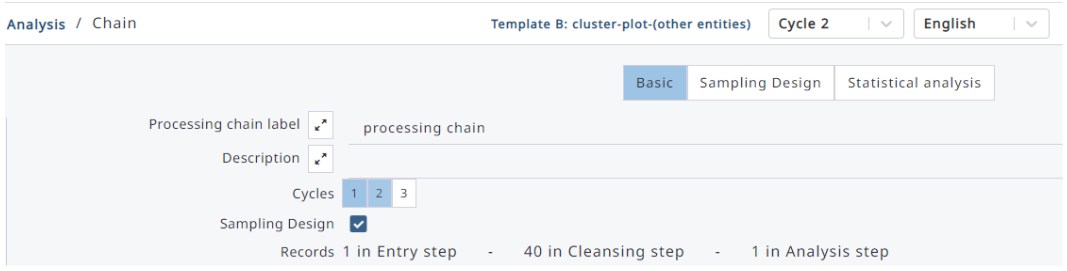 Analysis / Chain Template B: cluster-plot-(other entities) Cycle 2 English
Basic Sampling Design Statistical analysis
Processing chain label processing chain
Description
Cycles 1 2 3
Sampling Design
Records 1 in Entry step - 40 in Cleansing step - 1 in Analysis step